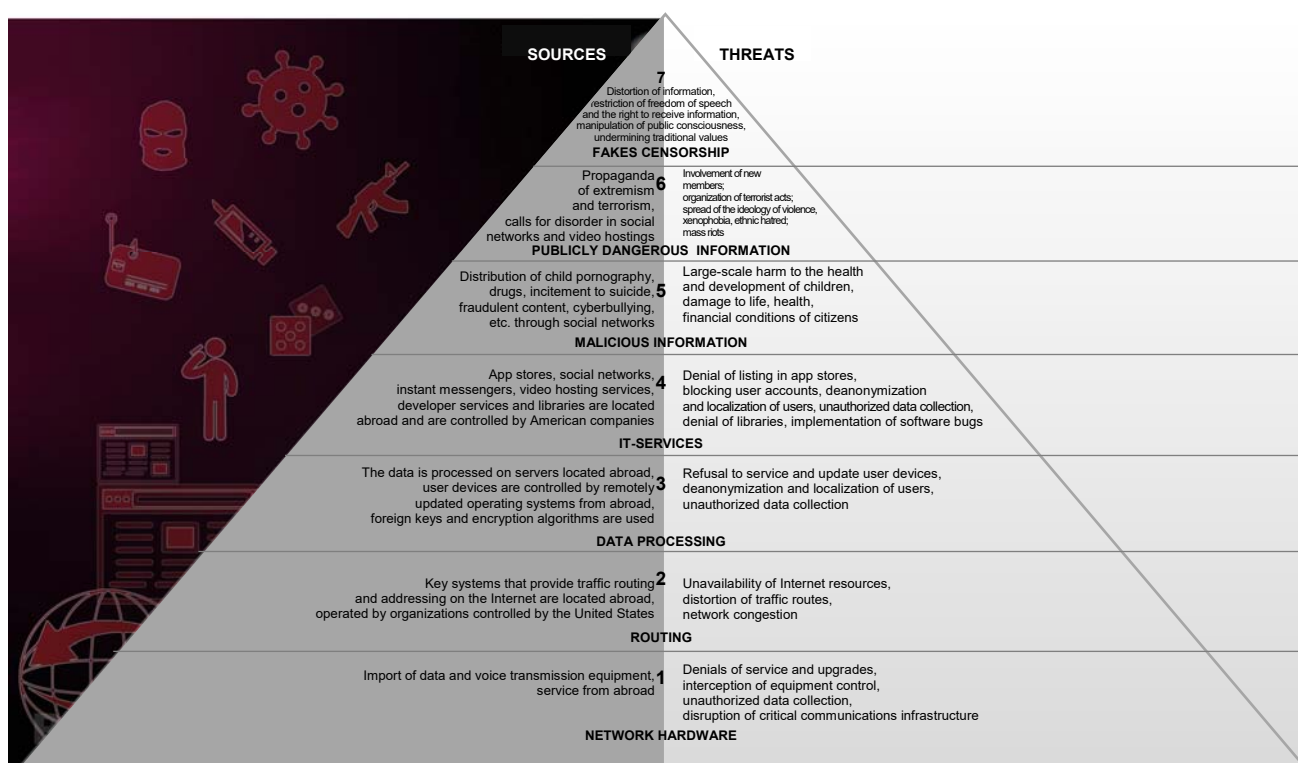 SOURCES
THREATS
7
Distortion of information,
restriction of freedom of speech
and the right to receive information,
manipulation of public consciousness,
undermining traditional values
FAKES CENSORSHIP
Propaganda
of extremism
and terrorism,
calls for disorder in social
networks and video hostings
6
Involvement of new
members;
organization of terrorist acts;
spread of the ideology of violence,
xenophobia, ethnic hatred;
mass riots
PUBLICLY DANGEROUS INFORMATION
Distribution of child pornography,
drugs, incitement to suicide,
fraudulent content, cyberbullying,
etc. through social networks
5
Large-scale harm to the health
and development of children,
damage to life, health,
financial conditions of citizens
MALICIOUS INFORMATION
App stores, social networks,
instant messengers, video hosting services,
developer services and libraries are located
abroad and are controlled by American companies
4
Denial of listing in app stores,
blocking user accounts, deanonymization
and localization of users, unauthorized data collection,
denial of libraries, implementation of software bugs
IT-SERVICES
The data is processed on servers located abroad,
user devices are controlled by remotely
updated operating systems from abroad,
foreign keys and encryption algorithms are used
3
Refusal to service and update user devices,
deanonymization and localization of users,
unauthorized data collection
DATA PROCESSING
Key systems that provide traffic routing
and addressing on the Internet are located abroad,
operated by organizations controlled by the United States
2
Unavailability of Internet resources,
distortion of traffic routes,
network congestion
ROUTING
Import of data and voice transmission equipment,
service from abroad
1
Denials of service and upgrades,
interception of equipment control,
unauthorized data collection,
disruption of critical communications infrastructure
NETWORK HARDWARE